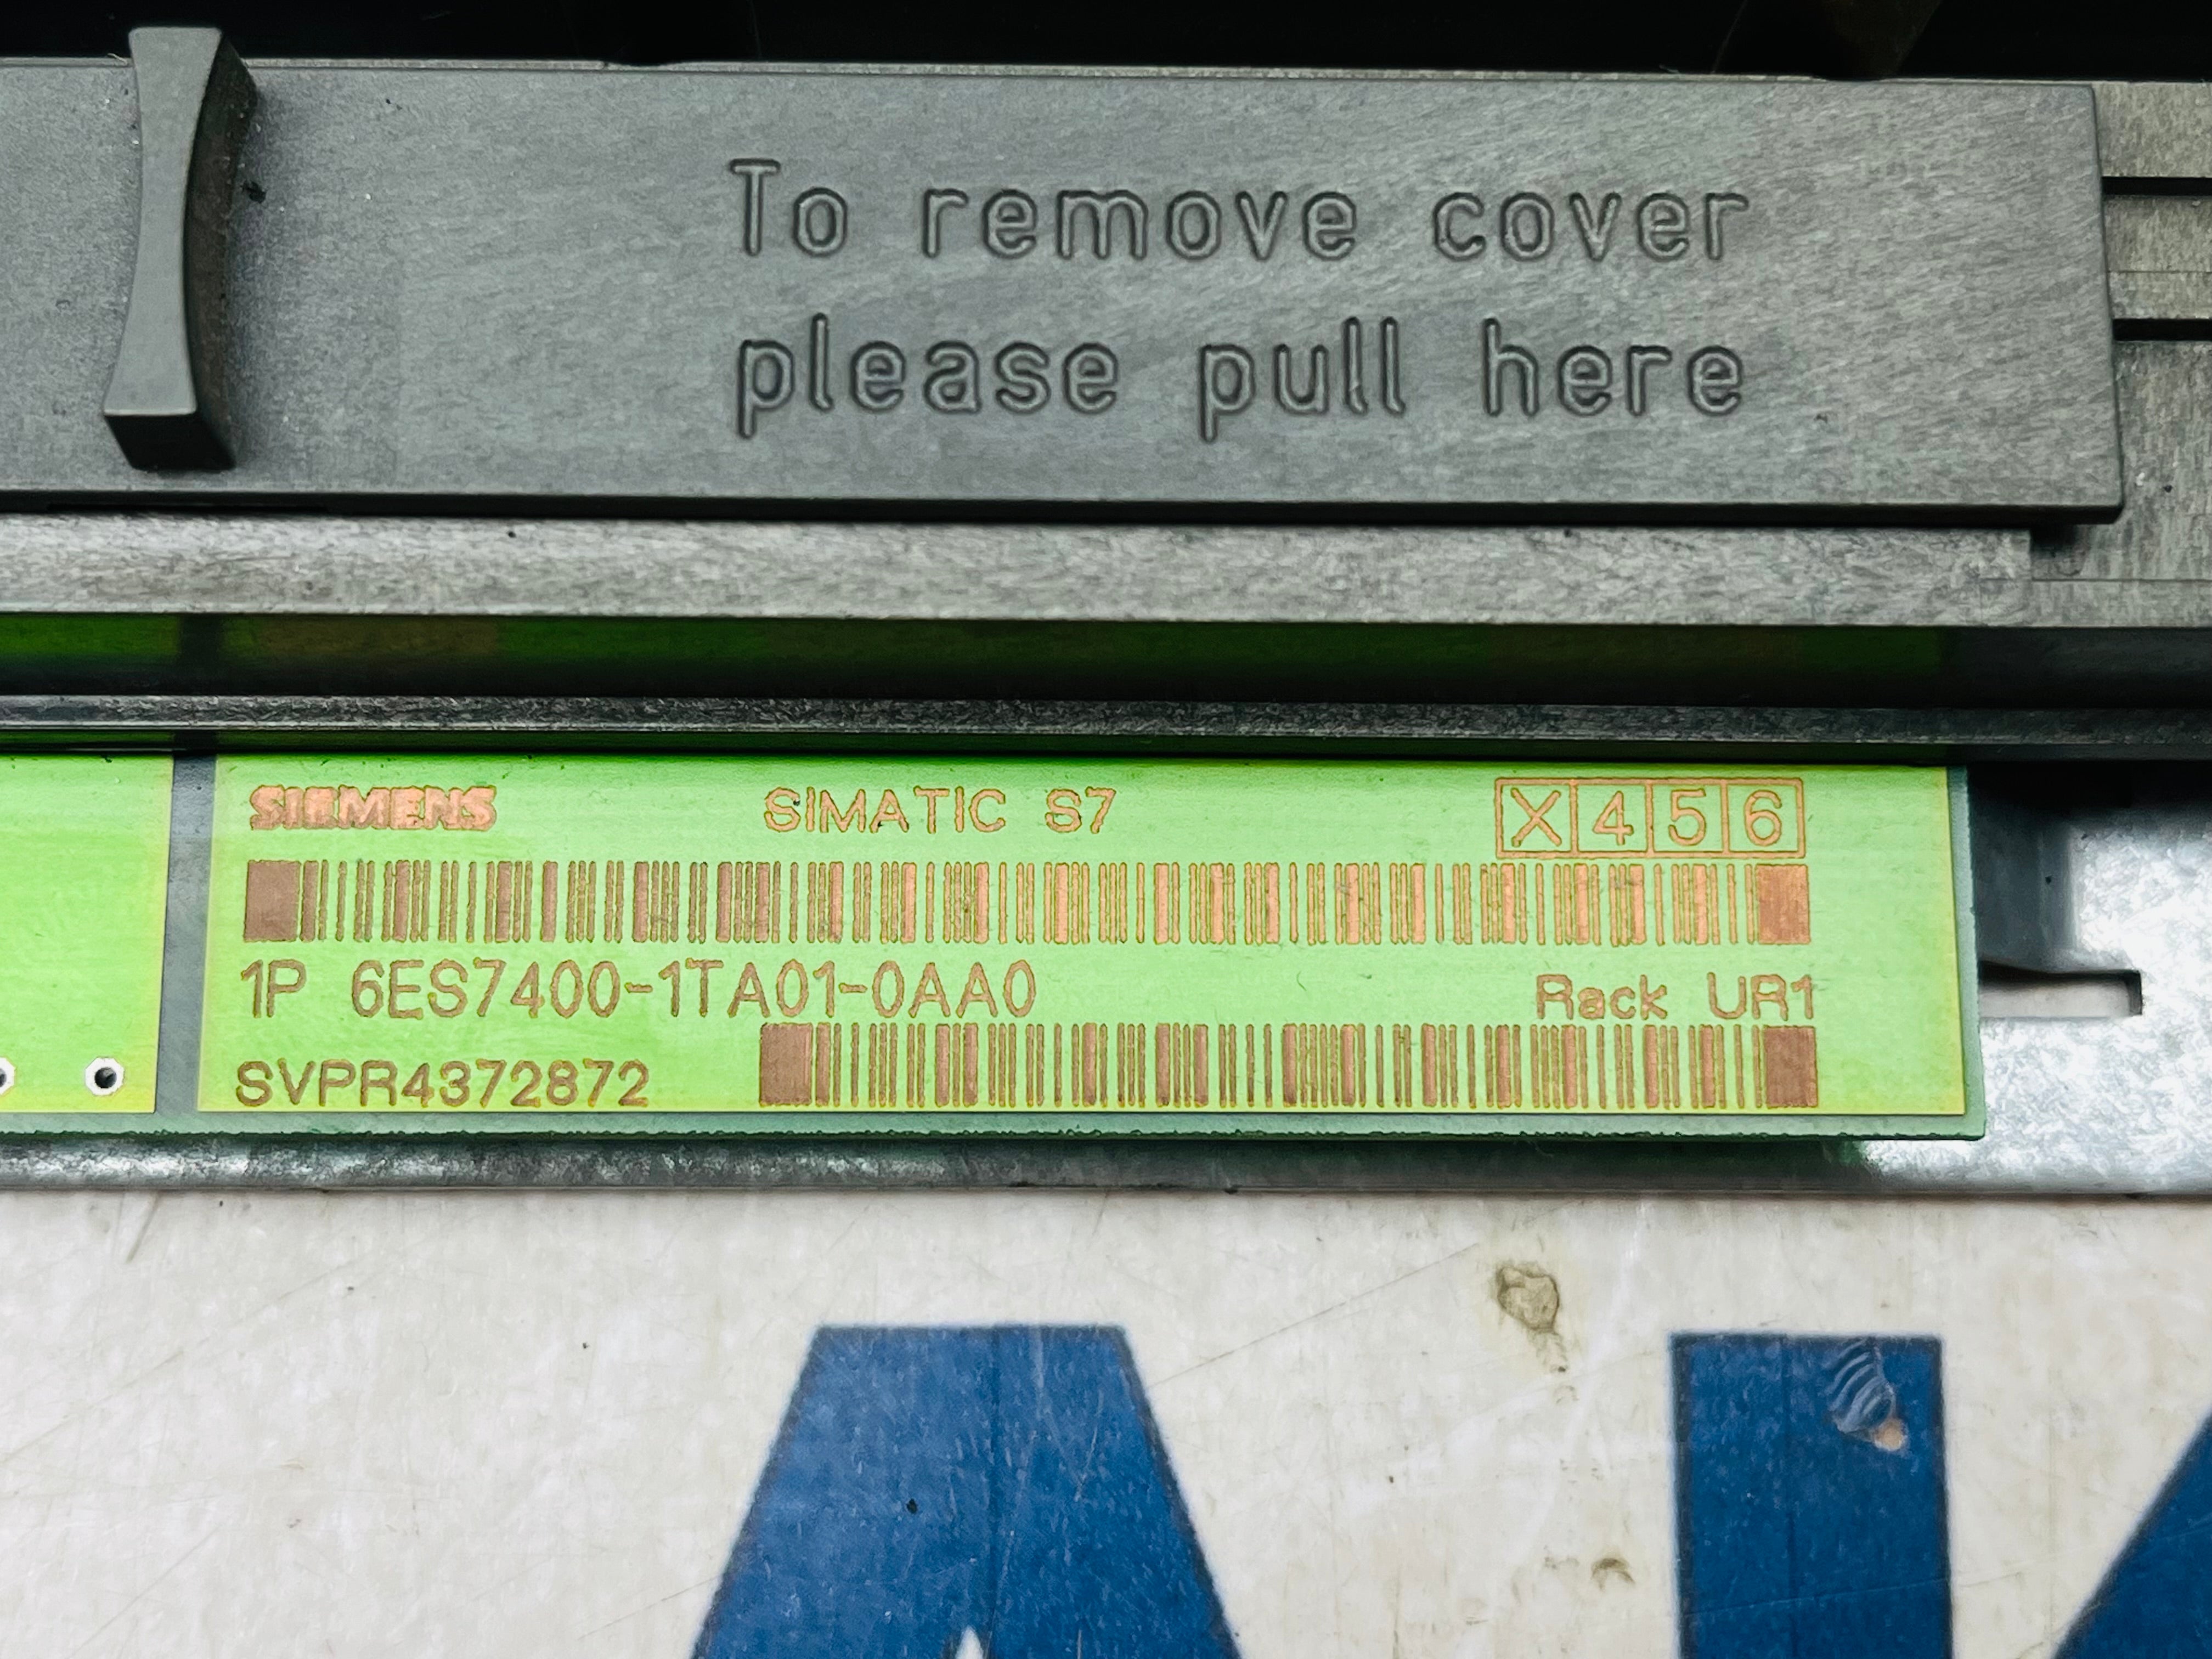 To remove cover
please pull here
SIEMENS SIMATIC S7 X 4 5 6
1P 6ES7400-1TA01-0AA0 Rack UR1
SVPR4372872